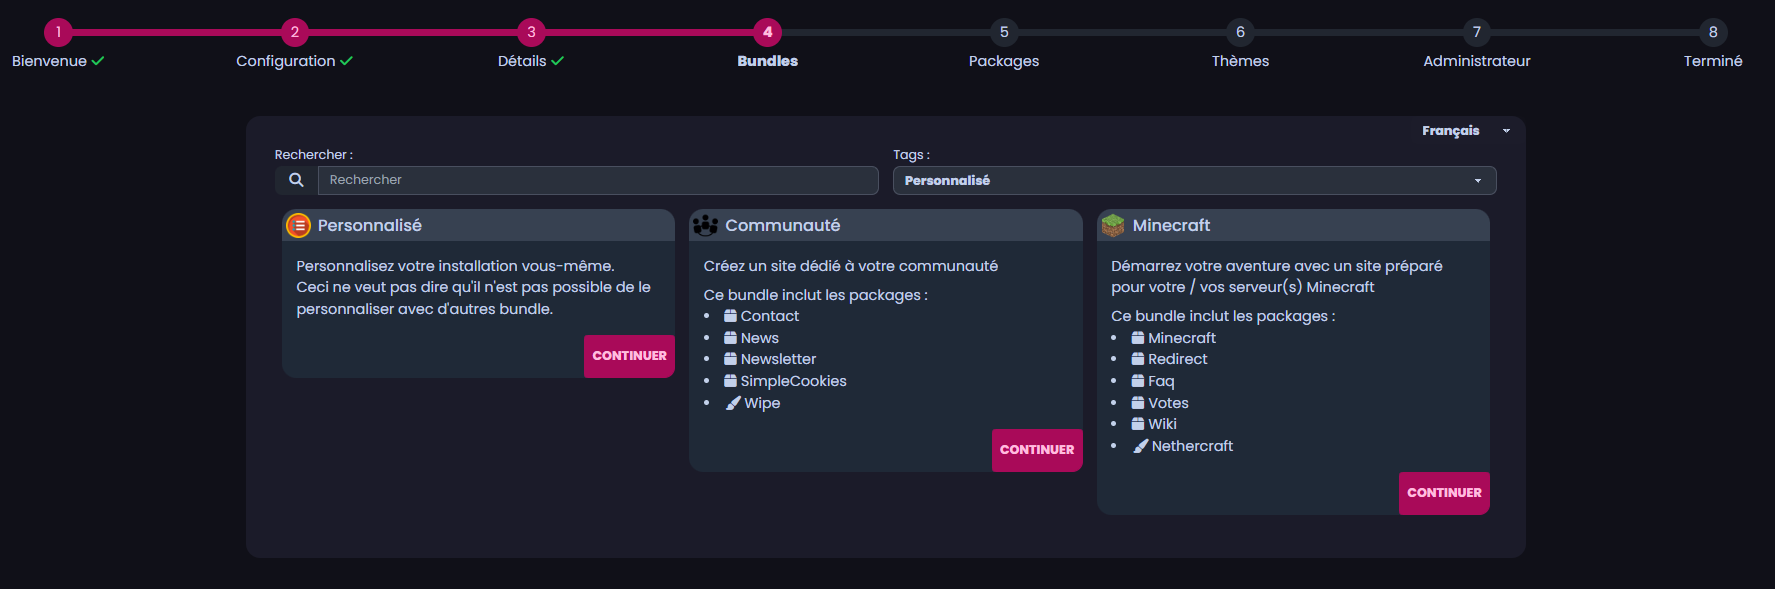 1 2 3 4 5 6 7 8
Bienvenue Configuration Détails Bundles Packages Thèmes Administrateur Terminé
Français
Rechercher : Tags :
Rechercher Personnalisé
Personnalisé
Personnalisez votre installation vous-même.
Ceci ne veut pas dire qu'il n'est pas possible de le
personnaliser avec d'autres bundle.
CONTINUER
Communauté
Créez un site dédié à votre communauté
Ce bundle inclut les packages :
Contact
News
Newsletter
SimpleCookies
Wipe
CONTINUER
Minecraft
Démarrez votre aventure avec un site préparé
pour votre / vos serveur(s) Minecraft
Ce bundle inclut les packages :
Minecraft
Redirect
Faq
Votes
Wiki
Nethercraft
CONTINUER